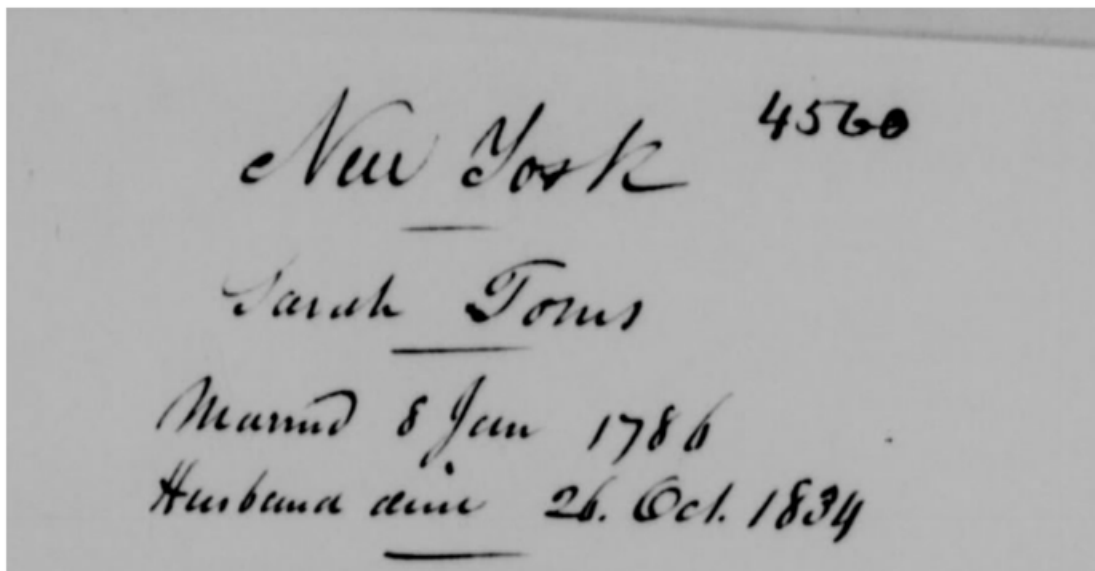 4560
New York
Sarah Toms
Married 8 Jan 1786
Husband died 26. Oct. 1834